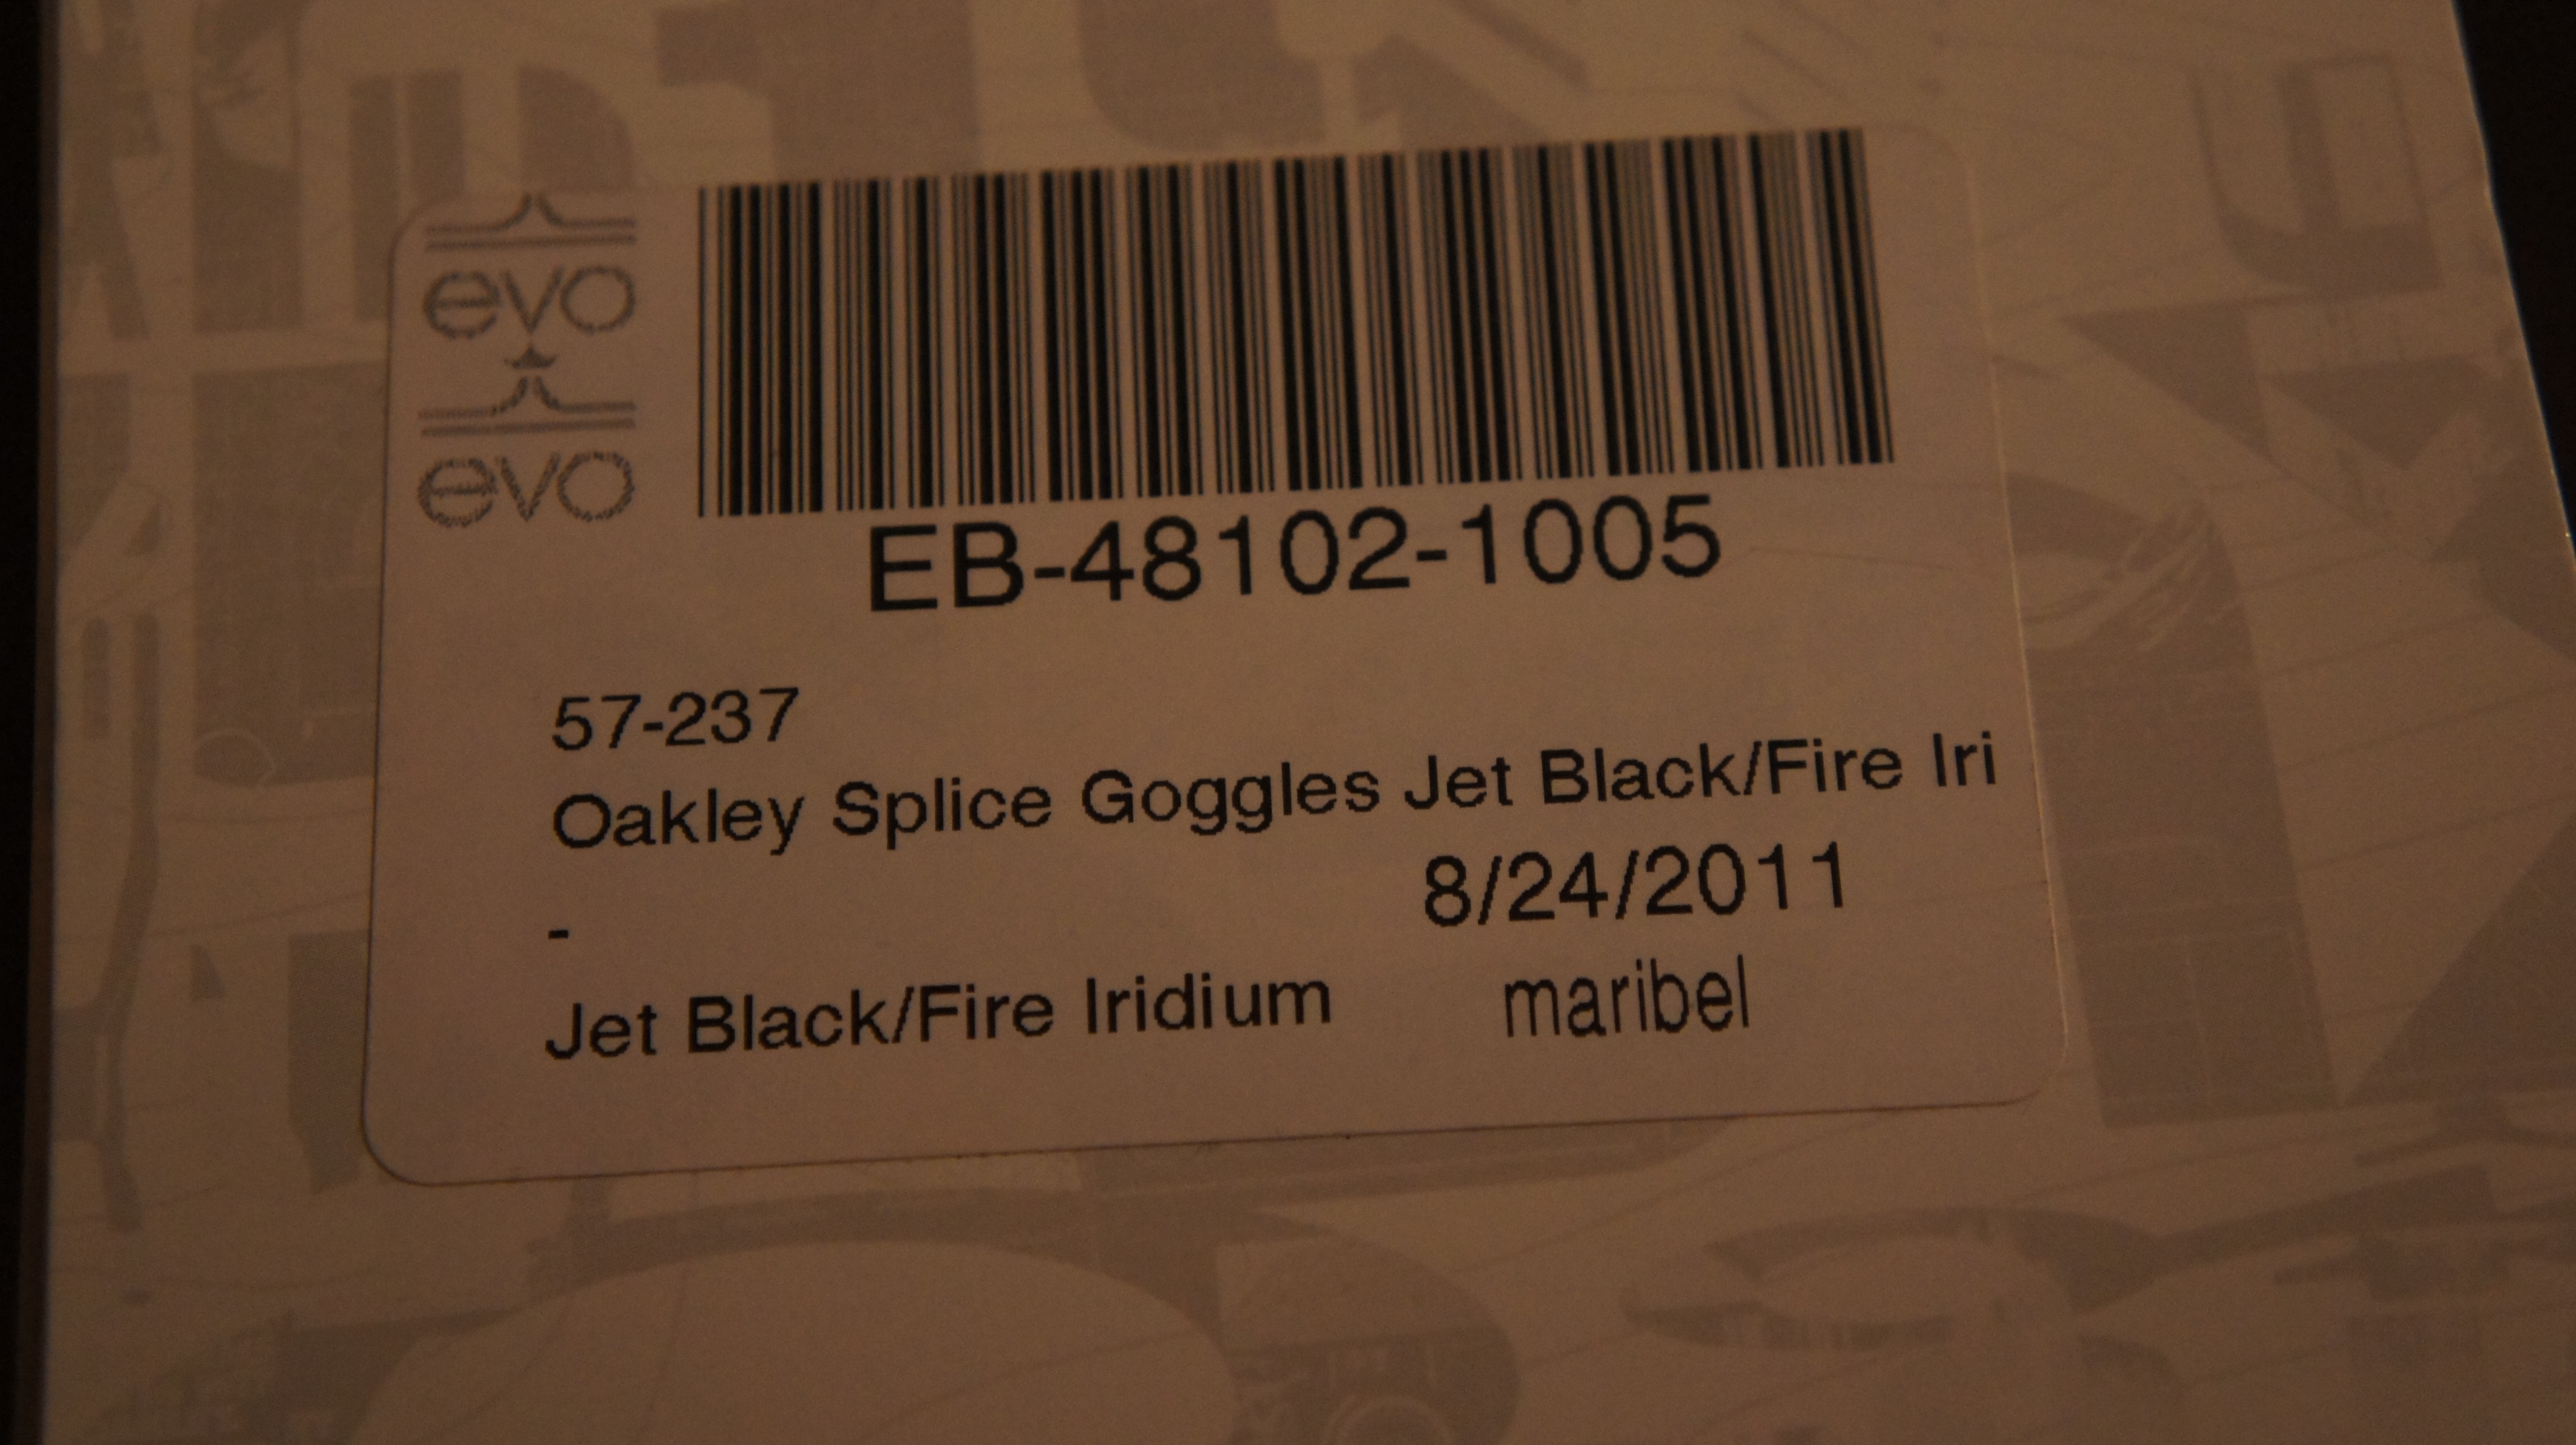 evo
evo
EB-48102-1005
57-237
Oakley Splice Goggles Jet Black/Fire Iri
8/24/2011
-
Jet Black/Fire Iridium
maribel